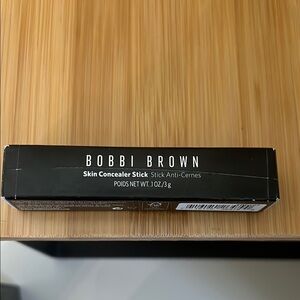 BOBBI BROWN
Skin Concealer Stick Stick Anti-Cernes
POIDS NET WT. .1 OZ/3 g